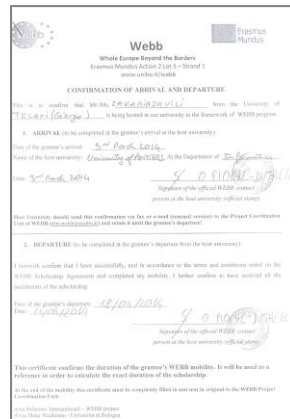 Webb
Erasmus
Mundus
Webb
Whole Europe Beyond the Borders
Erasmus Mundus Action 2 Lot 5 – Strand 1
www.unibo.it/webb
CONFIRMATION OF ARRIVAL AND DEPARTURE
This is to confirm that Mr./Ms. from the University of
TELAVI (Georgia) is being hosted at our university in the framework of WEBB program.
1. ARRIVAL (to be completed at the grantee's arrival at the host university)
Date of the grantee's arrival: 3rd March 2014
Name of the host university: University of At the Department of:
Date: 3rd March 2014
Signature of the official WEBB contact
person at the host university (official stamp)
Host University should send this confirmation via fax or e-mail (scanned version) to the Project Coordination
Unit of WEBB and retain it until the grantee's departure!
2. DEPARTURE (to be completed at the grantee's departure from the host university)
I herewith confirm that I have successfully, and in accordance to the terms and conditions stated in the
WEBB Scholarship Agreement and completed my mobility. I further confirm to have received all the
instalments of the scholarship.
Date of the grantee's departure
Date:
Signature of the official WEBB contact
person at the host university (official stamp)
This certificate confirms the duration of the grantee's WEBB mobility. It will be used as a
reference in order to calculate the exact duration of the scholarship.
At the end of the mobility this certificate must be completely filled in and sent in original to the WEBB Project
Coordination Unit:
Area Relazioni Internazionali – WEBB project